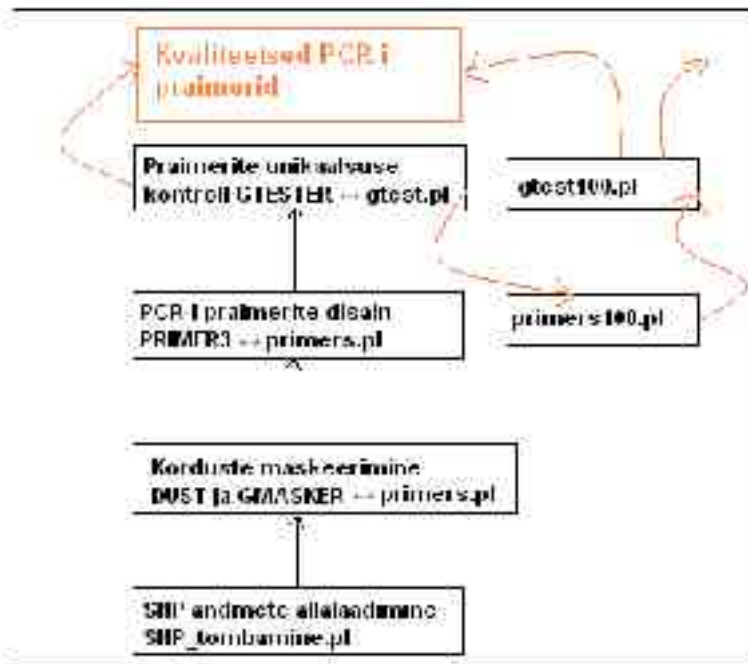 Kvaliteetsed PCR i
praimerid
Praimerite unikaalsuse
kontroll GTESTER -- gtest.pl
gtest100.pl
PCR i praimerite disain
PRIMER3 -- primers.pl
primers100.pl
Korduste maskeerimine
DUST ja GMASKER -- primers.pl
SNP andmete allalaadimine
SNP_tombamine.pl